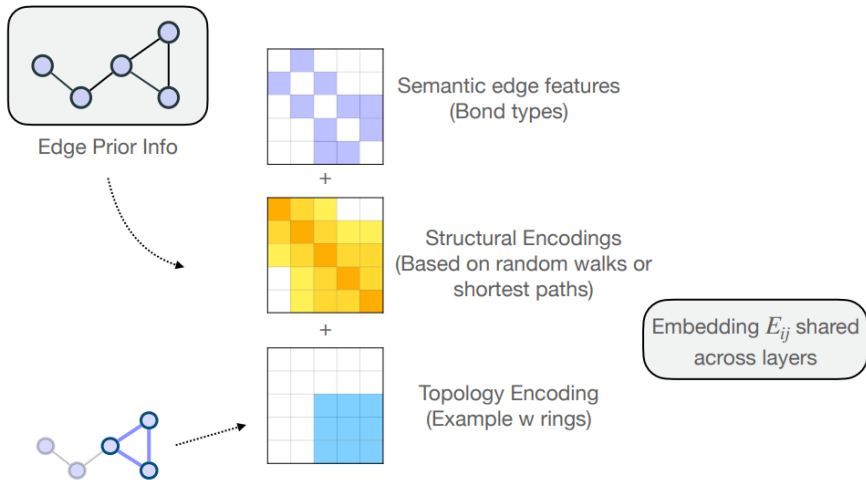 Edge Prior Info
Semantic edge features
(Bond types)
+
Structural Encodings
(Based on random walks or
shortest paths)
+
Topology Encoding
(Example w rings)
Embedding E_{ij} shared
across layers